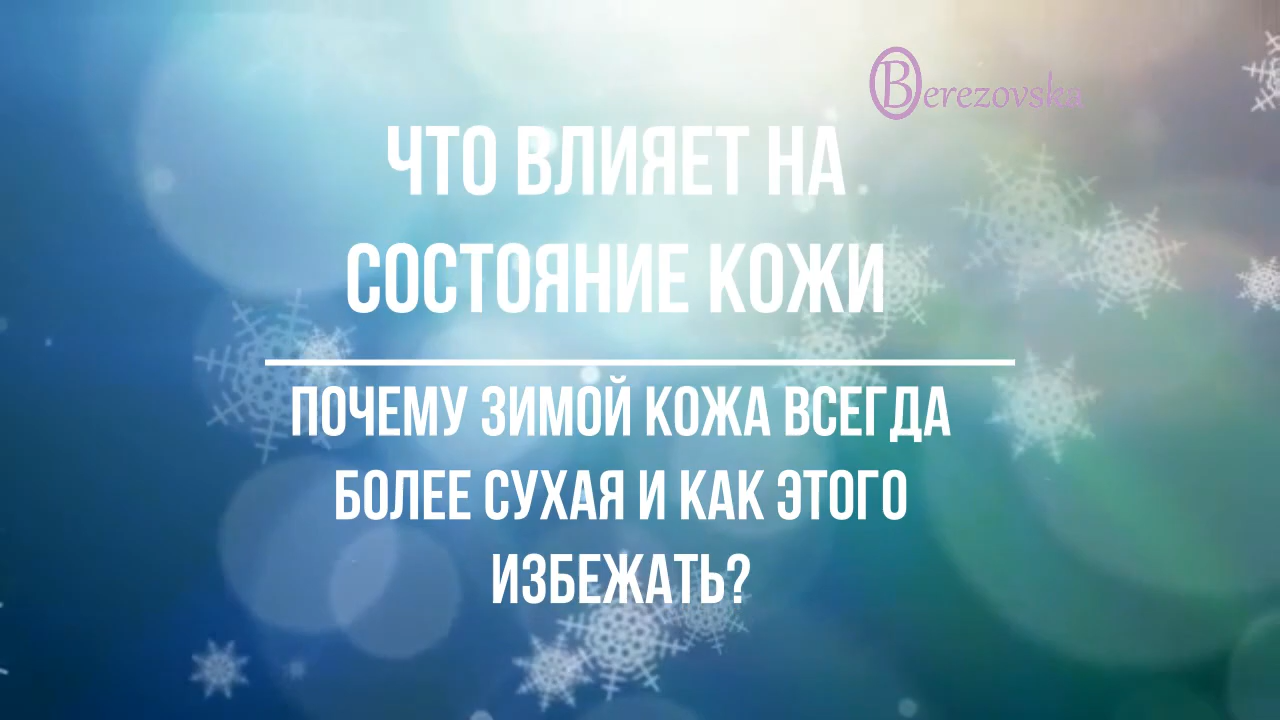 Berezovska
ЧТО ВЛИЯЕТ НА
СОСТОЯНИЕ КОЖИ
ПОЧЕМУ ЗИМОЙ КОЖА ВСЕГДА
БОЛЕЕ СУХАЯ И КАК ЭТОГО
ИЗБЕЖАТЬ?